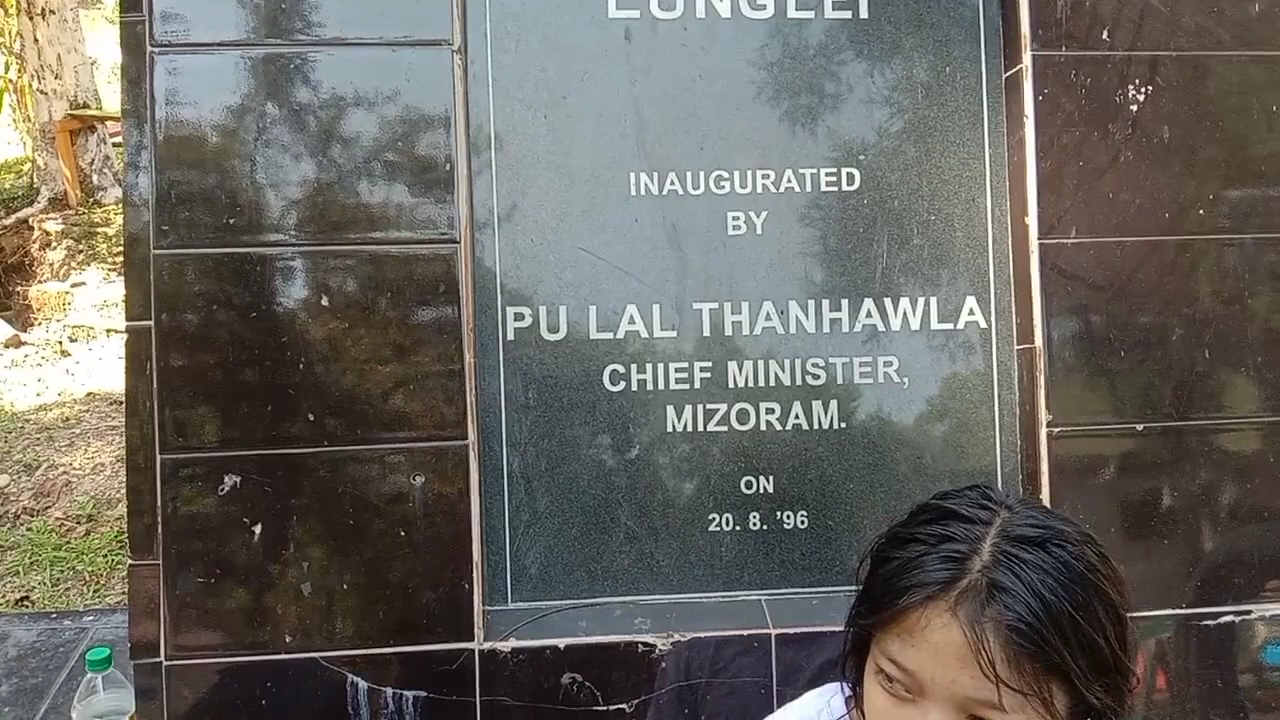 LUNGLEI
INAUGURATED
BY
PU LAL THANHAWLA
CHIEF MINISTER,
MIZORAM.
ON
20. 8. '96